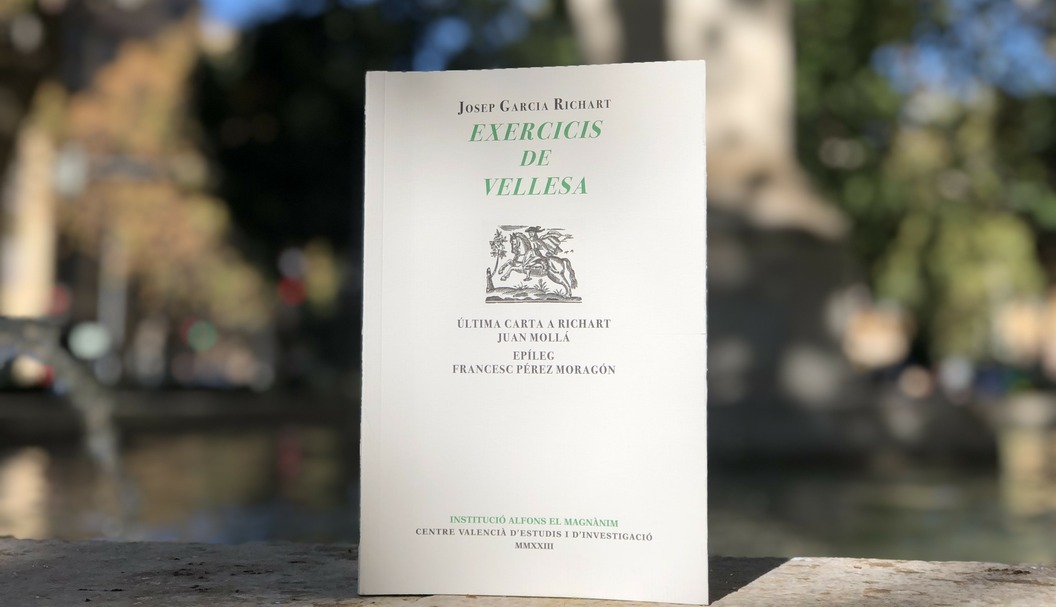 JOSEP GARCIA RICHART
EXERCICIS
DE
VELLESA
ÚLTIMA CARTA A RICHART
JUAN MOLLÁ
EPÍLEG
FRANCESC PÉREZ MORAGÓN
INSTITUCIÓ ALFONS EL MAGNÀNIM
CENTRE VALENCIÀ D'ESTUDIS I D'INVESTIGACIÓ
MMXXIII